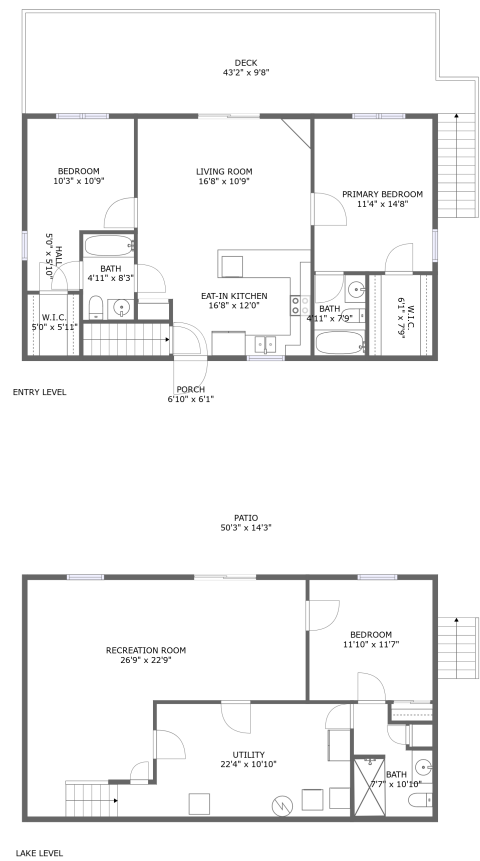 DECK
43'2" x 9'8"
BEDROOM
10'3" x 10'9"
LIVING ROOM
16'8" x 10'9"
PRIMARY BEDROOM
11'4" x 14'8"
HALL
5'0" x 5'10"
BATH
4'11" x 8'3"
EAT-IN KITCHEN
16'8" x 12'0"
BATH
4'11" x 7'9"
W.I.C.
6'1" x 7'9"
W.I.C.
5'0" x 5'11"
PORCH
6'10" x 6'1"
ENTRY LEVEL
PATIO
50'3" x 14'3"
RECREATION ROOM
26'9" x 22'9"
BEDROOM
11'10" x 11'7"
UTILITY
22'4" x 10'10"
BATH
7'7" x 10'10"
LAKE LEVEL